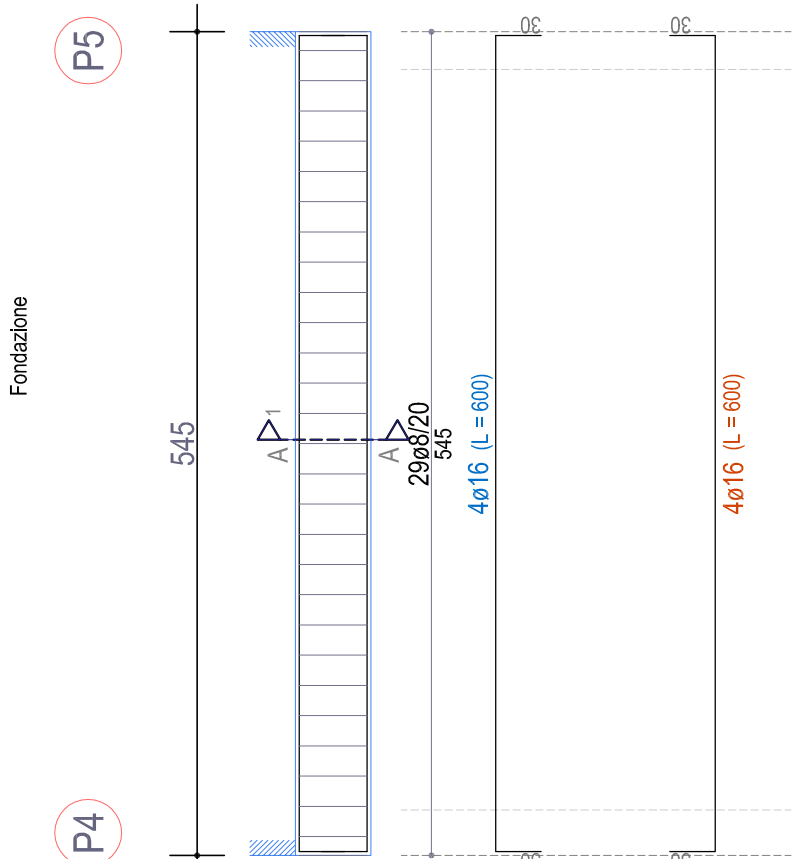 P5
30
30
Fondazione
545
1
A
A
29ø8/20
545
4ø16 (L = 600)
4ø16 (L = 600)
P4